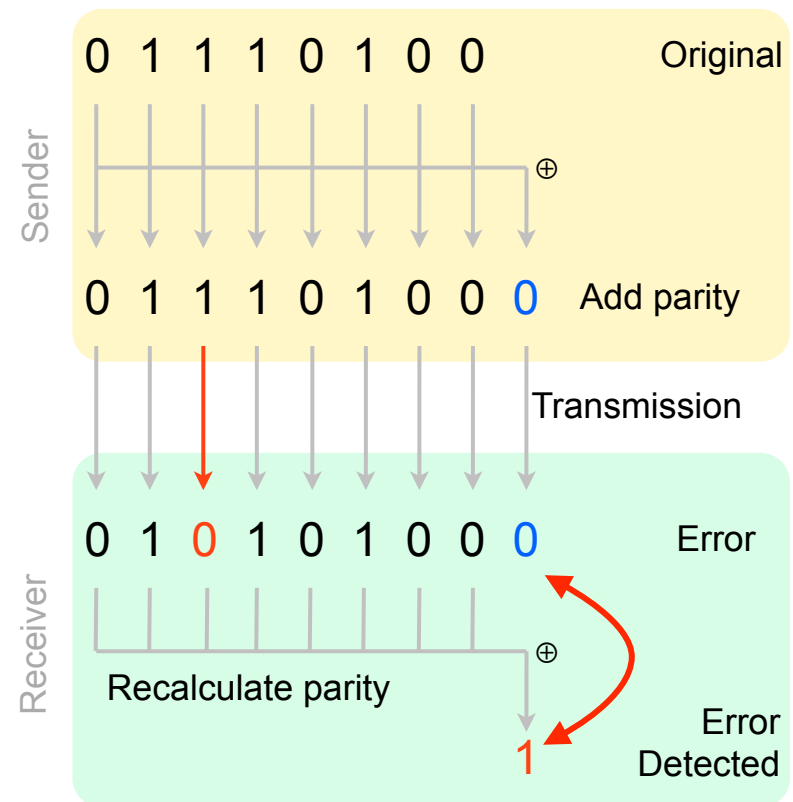 0 1 1 1 0 1 0 0 Original
Sender
⊕
0 1 1 1 0 1 0 0 0 Add parity
Transmission
0 1 0 1 0 1 0 0 0 Error
Receiver
⊕
Recalculate parity
1
Error
Detected